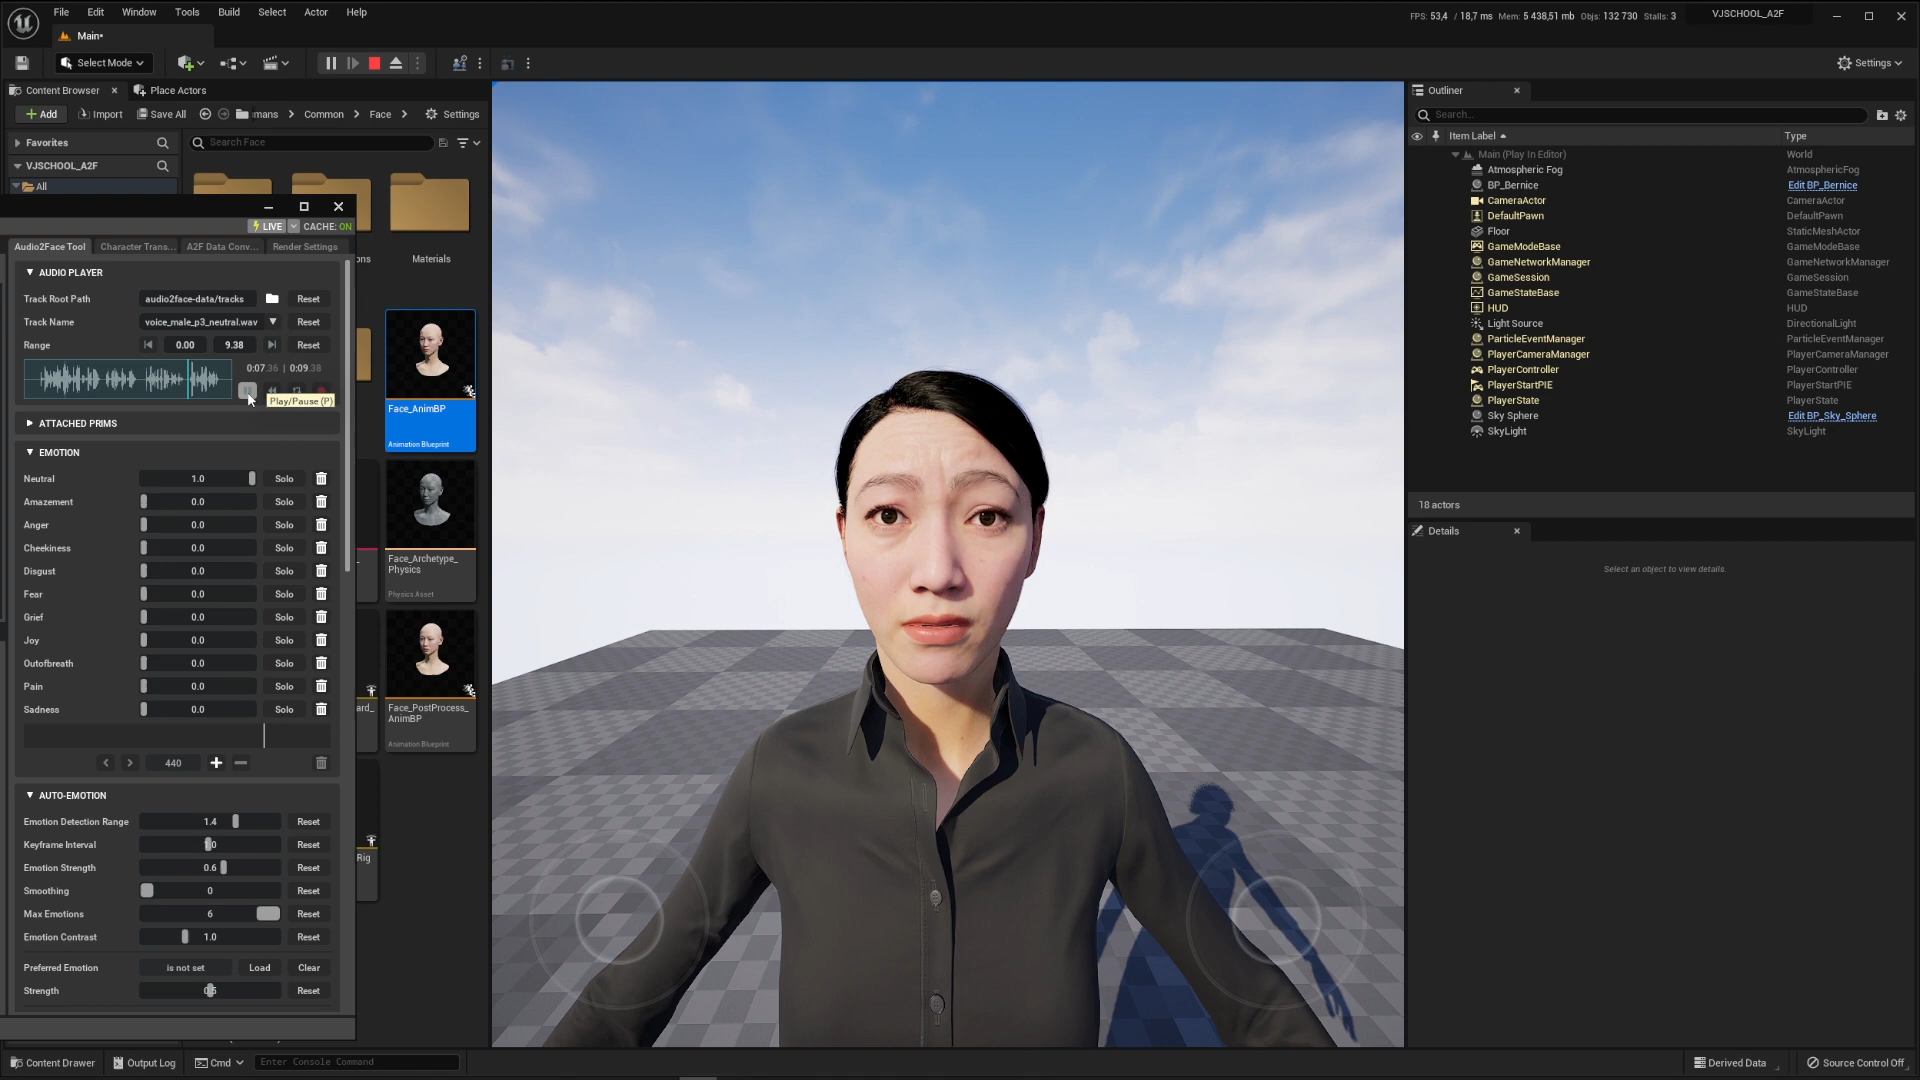 File Edit Window Tools Build Select Actor Help
FPS: 53,4 / 18,7 ms Mem: 5 438,51 mb Objs: 132 730 Stalls: 3 VJSCHOOL_A2F
Main•
Select Mode
Settings
Content Browser Place Actors
Add Import Save All mans Common Face Settings
Favorites
Search Face
VJSCHOOL_A2F
All
ons
Materials
LIVE CACHE: ON
Audio2Face Tool Character Trans... A2F Data Conv... Render Settings
AUDIO PLAYER
Track Root Path audio2face-data/tracks Reset
Track Name voice_male_p3_neutral.wav Reset
Range 0.00 9.38 Reset
0:07.36 | 0:09.38
Play/Pause (P)
ATTACHED PRIMS
EMOTION
Neutral 1.0 Solo
Amazement 0.0 Solo
Anger 0.0 Solo
Cheekiness 0.0 Solo
Disgust 0.0 Solo
Fear 0.0 Solo
Grief 0.0 Solo
Joy 0.0 Solo
Outofbreath 0.0 Solo
Pain 0.0 Solo
Sadness 0.0 Solo
440
AUTO-EMOTION
Emotion Detection Range 1.4 Reset
Keyframe Interval Reset
Emotion Strength 0.6 Reset
Smoothing 0 Reset
Max Emotions 6 Reset
Emotion Contrast 1.0 Reset
Preferred Emotion is not set Load Clear
Strength Reset
Face_AnimBP
Animation Blueprint
Face_Archetype_
Physics
Physics Asset
ard_
Face_PostProcess_
AnimBP
Animation Blueprint
Rig
Outliner
Search...
Item Label Type
Main (Play In Editor) World
Atmospheric Fog AtmosphericFog
BP_Bernice Edit BP_Bernice
CameraActor CameraActor
DefaultPawn DefaultPawn
Floor StaticMeshActor
GameModeBase GameModeBase
GameNetworkManager GameNetworkManager
GameSession GameSession
GameStateBase GameStateBase
HUD HUD
Light Source DirectionalLight
ParticleEventManager ParticleEventManager
PlayerCameraManager PlayerCameraManager
PlayerController PlayerController
PlayerStartPIE PlayerStartPIE
PlayerState PlayerState
Sky Sphere Edit BP_Sky_Sphere
SkyLight SkyLight
18 actors
Details
Select an object to view details.
Content Drawer Output Log Cmd Enter Console Command
Derived Data Source Control Off